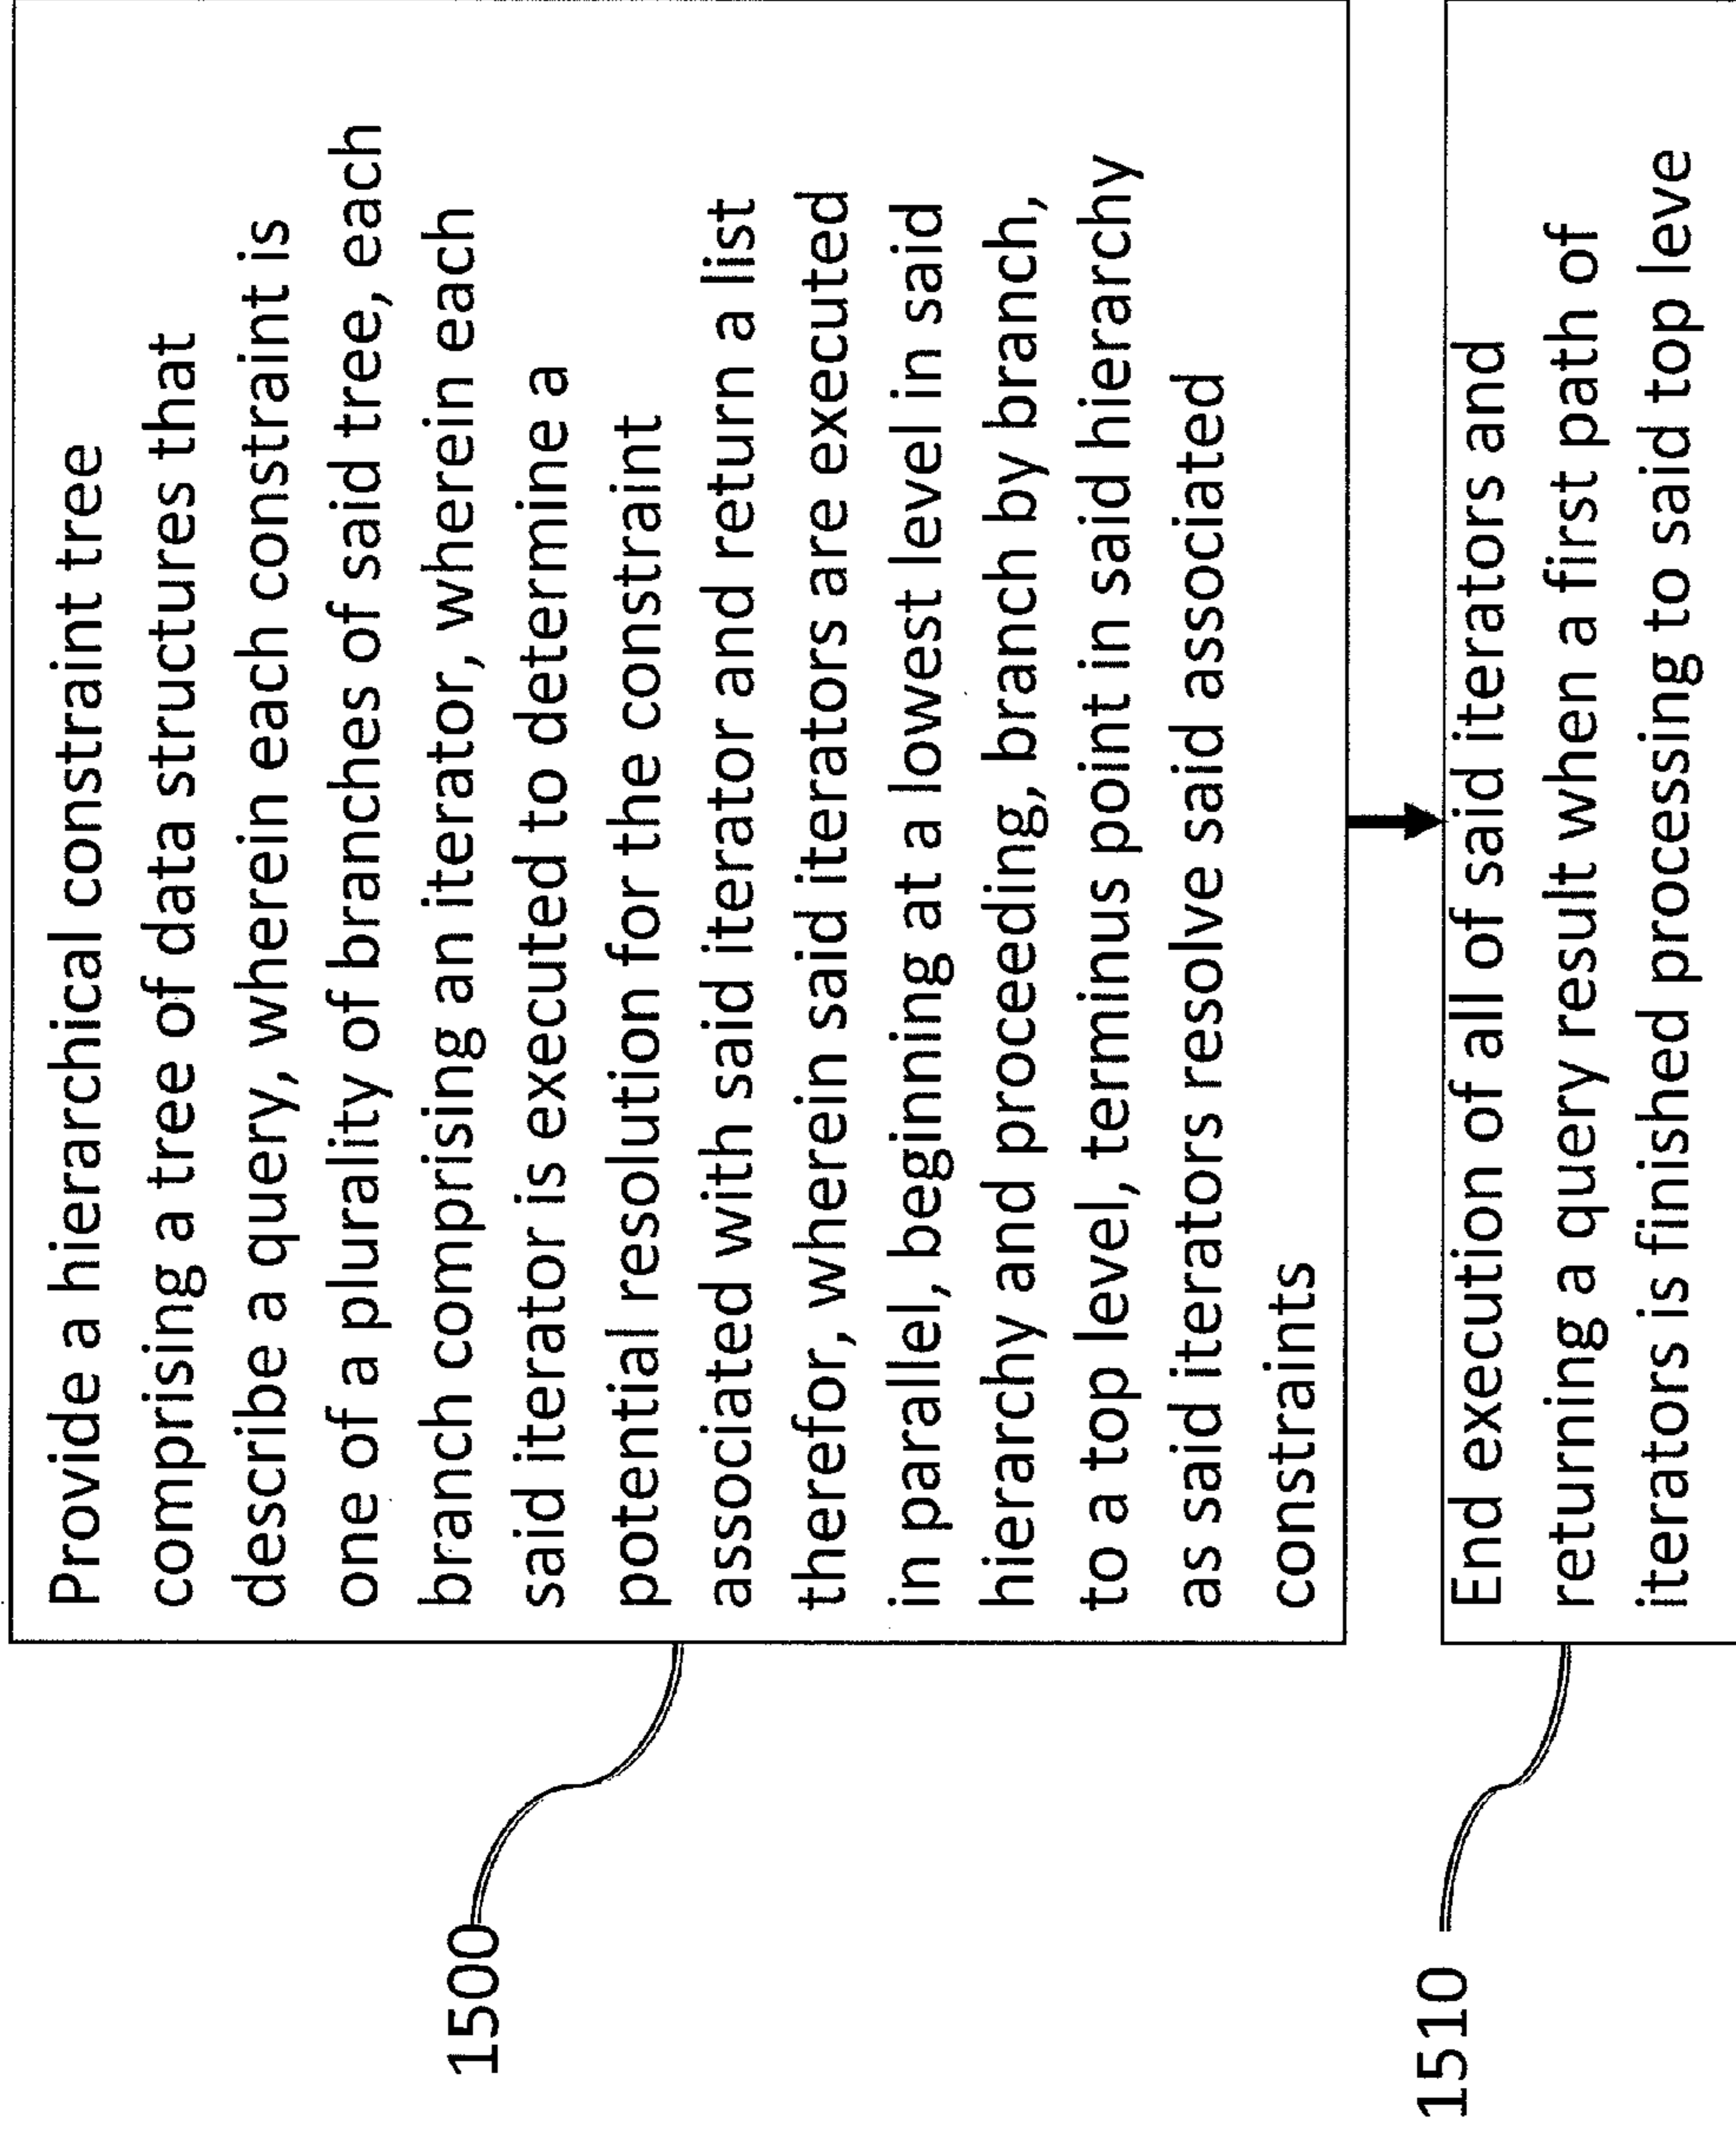 1500
Provide a hierarchical constraint tree
comprising a tree of data structures that
describe a query, wherein each constraint is
one of a plurality of branches of said tree, each
branch comprising an iterator, wherein each
said iterator is executed to determine a
potential resolution for the constraint
associated with said iterator and return a list
therefor, wherein said iterators are executed
in parallel, beginning at a lowest level in said
hierarchy and proceeding, branch by branch,
to a top level, terminus point in said hierarchy
as said iterators resolve said associated
constraints
1510
End execution of all of said iterators and
returning a query result when a first path of
iterators is finished processing to said top leve